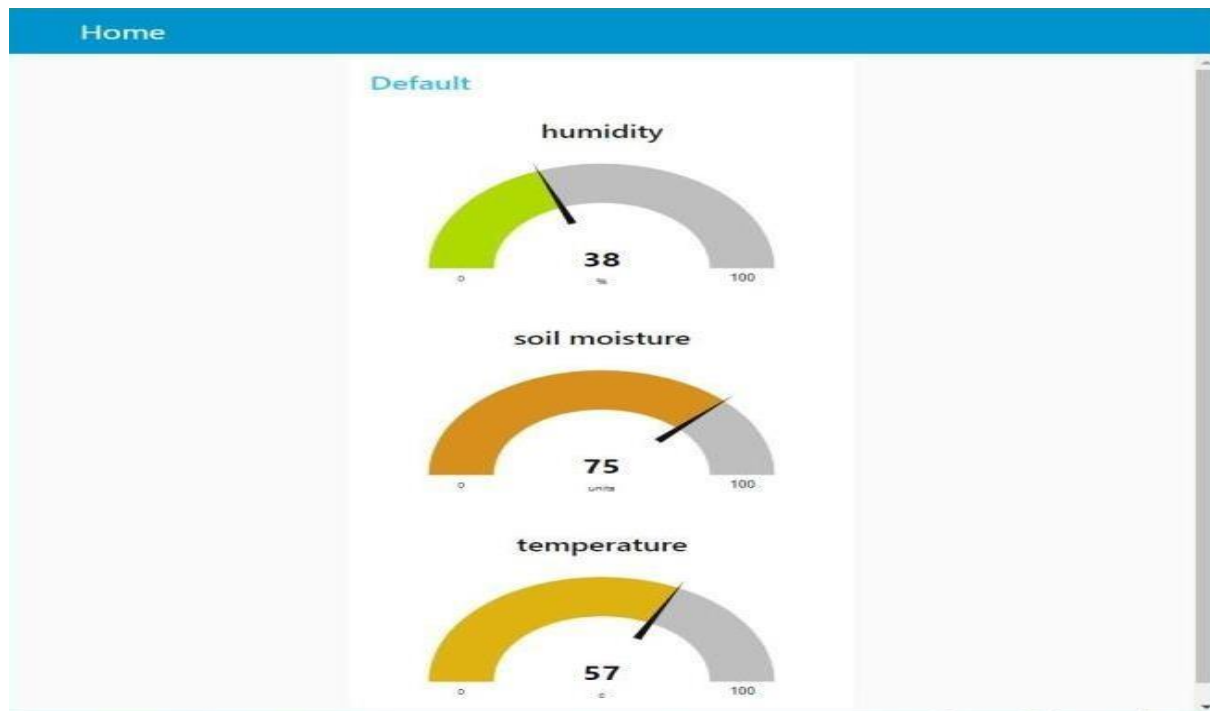 Home
Default
humidity
38
%
0 100
soil moisture
75
units
0 100
temperature
57
0 100